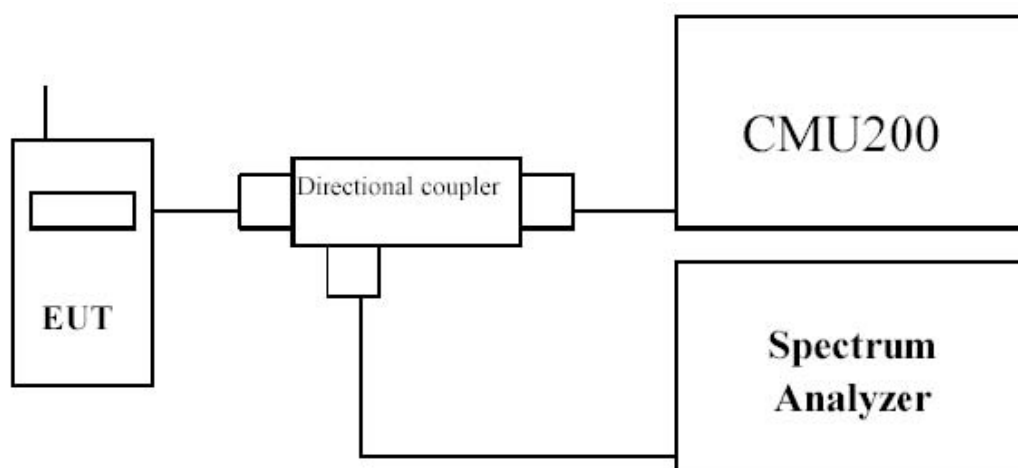 CMU200
Directional coupler
EUT
Spectrum
Analyzer